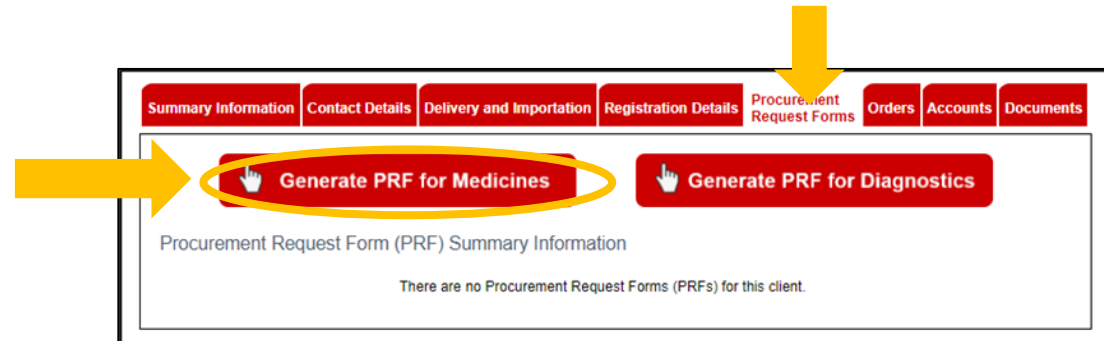 Summary Information Contact Details Delivery and Importation Registration Details Procurement Request Forms Orders Accounts Documents
Generate PRF for Medicines Generate PRF for Diagnostics
Procurement Request Form (PRF) Summary Information
There are no Procurement Request Forms (PRFs) for this client.